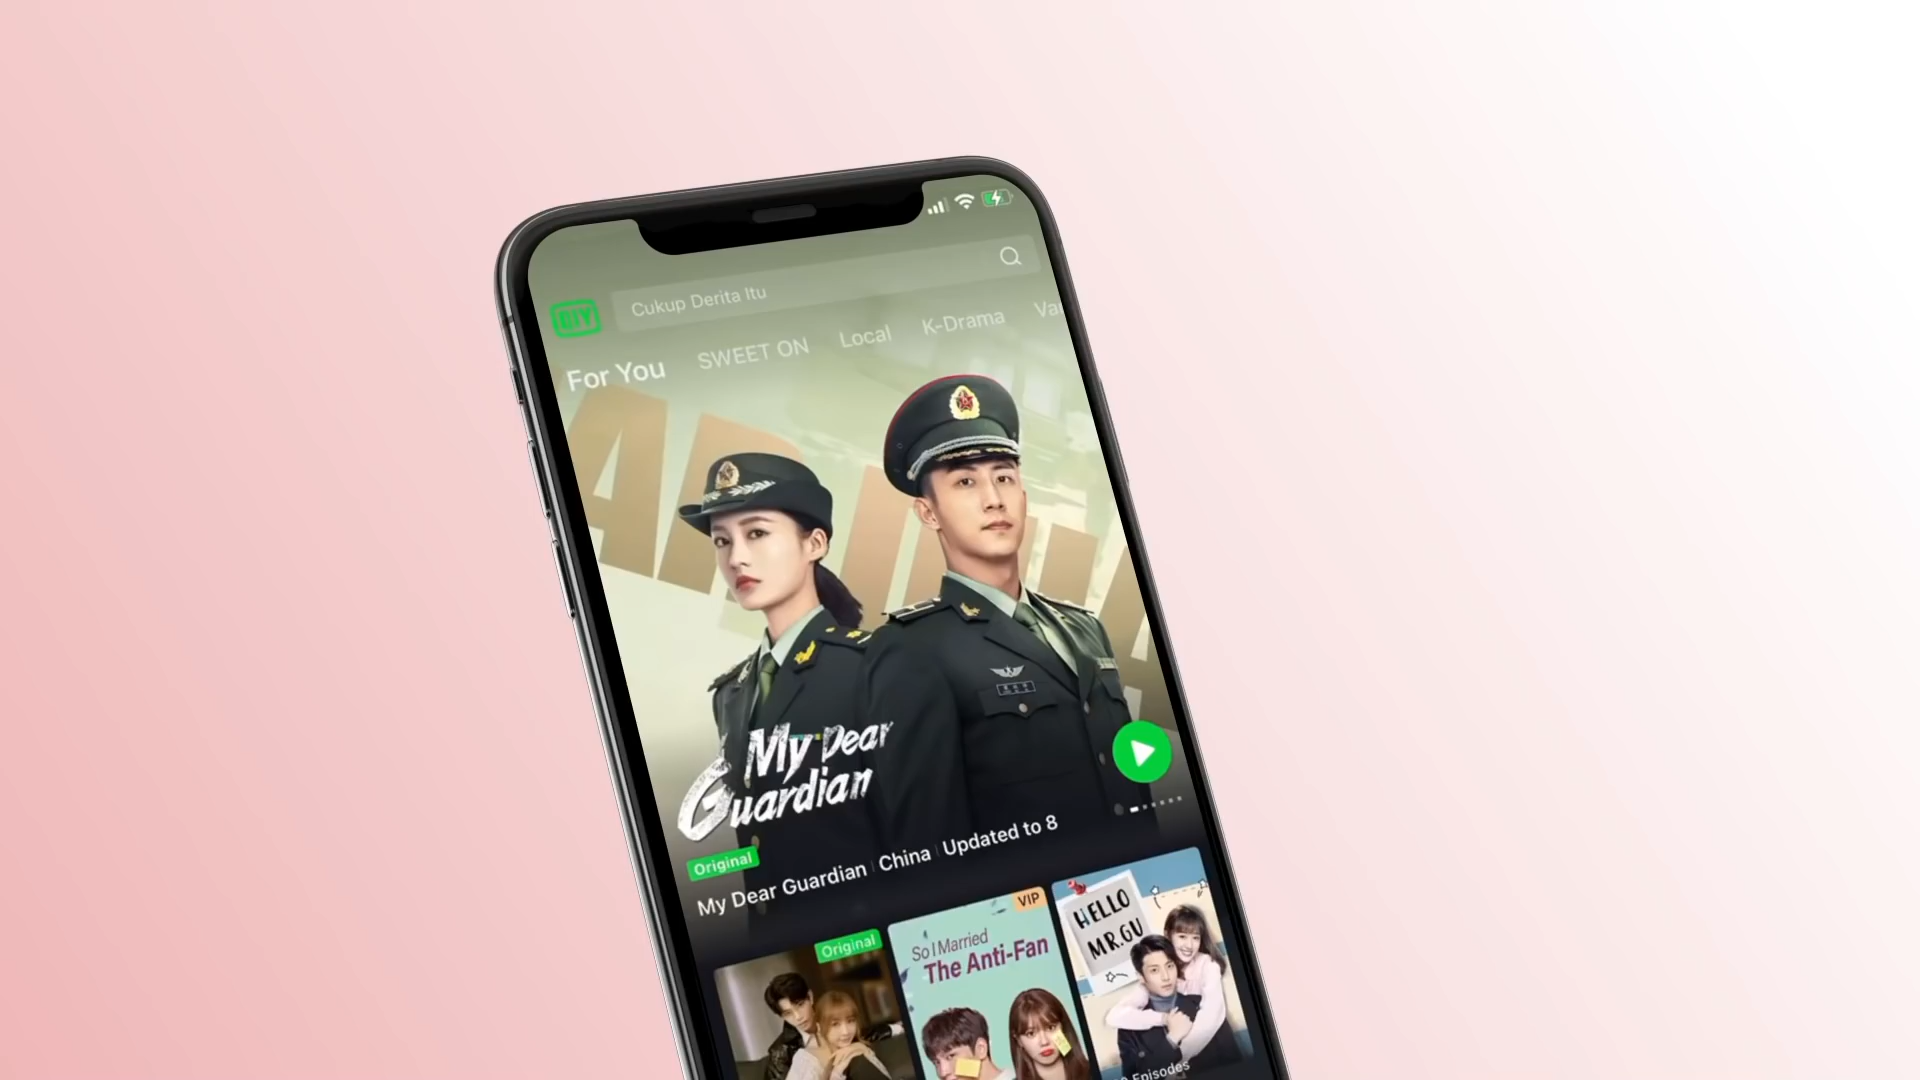 Cukup Derita Itu
For You
SWEET ON
Local
K-Drama
My Dear
Guardian
Original
My Dear Guardian | China | Updated to 8
Original
VIP
So I Married
The Anti-Fan
HELLO
MR.GU
Episodes